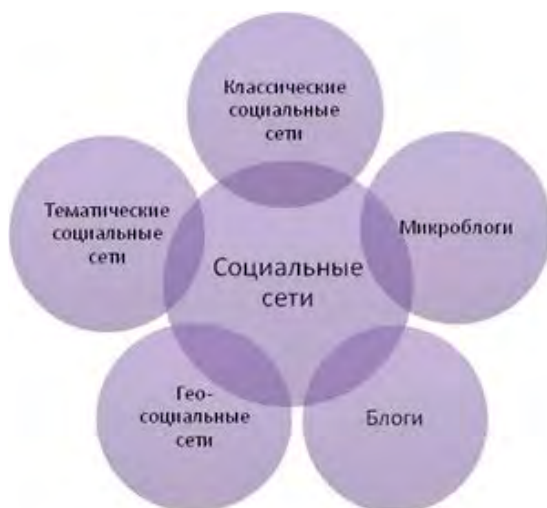 Классические
социальные
сети
Тематические
социальные
сети
Микроблоги
Социальные
сети
Гео-
социальные
сети
Блоги